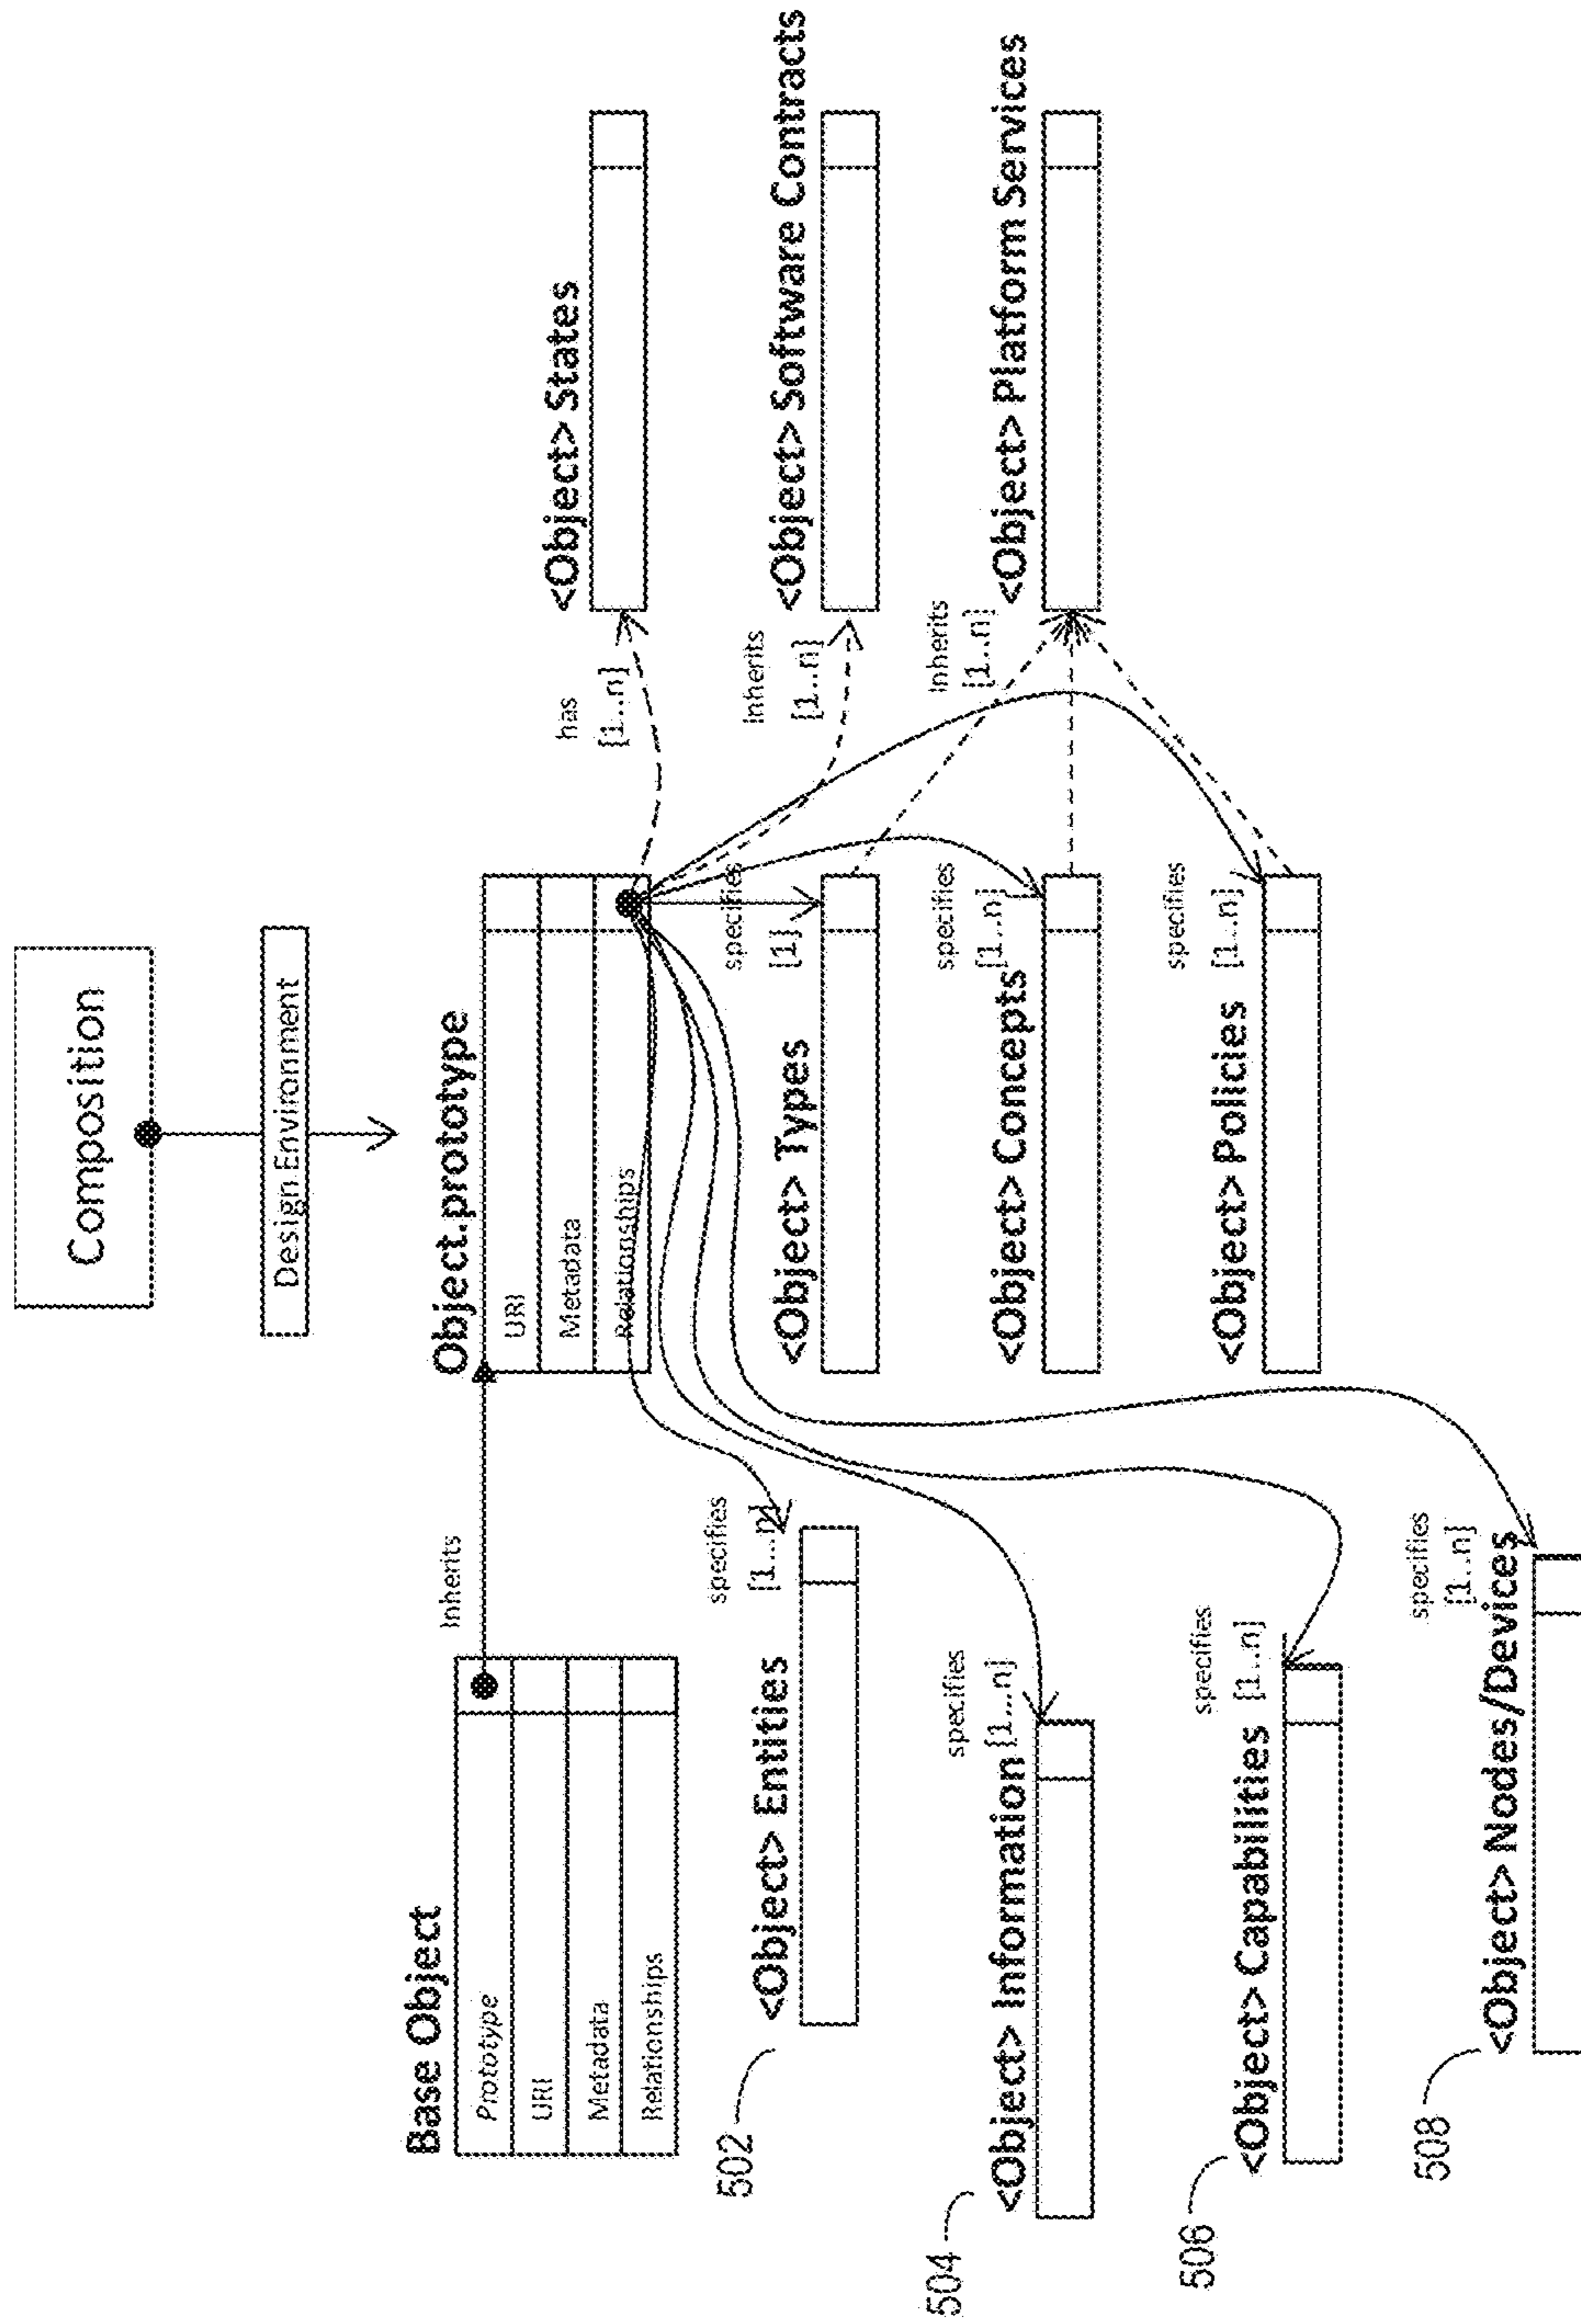 Composition
Design Environment
Base Object
Prototype
URI
Metadata
Relationships
Inherits
Object.prototype
URI
Metadata
Relationships
has
[1..n]
<Object> States
502
<Object> Entities
specifies
[1...n]
<Object> Types
specifies
[1]
Inherits
[1..n]
<Object> Software Contracts
504
<Object> Information
specifies
[1...n]
<Object> Concepts
specifies
[1..n]
Inherits
[1..n]
<Object> Platform Services
506
<Object> Capabilities
specifies
[1..n]
<Object> Policies
specifies
[1..n]
508
<Object> Nodes/Devices
specifies
[1..n]